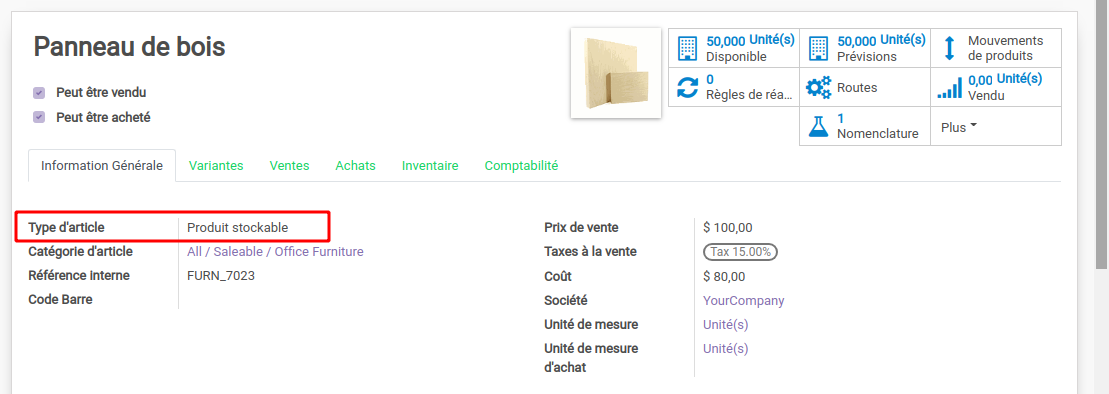 Panneau de bois
Peut être vendu
Peut être acheté
50,000 Unité(s)
Disponible
50,000 Unité(s)
Prévisions
Mouvements
de produits
0
Règles de réa...
Routes
0,00 Unité(s)
Vendu
1
Nomenclature
Plus
Information Générale
Variantes
Ventes
Achats
Inventaire
Comptabilité
Type d'article
Produit stockable
Catégorie d'article
All / Saleable / Office Furniture
Référence interne
FURN_7023
Code Barre
Prix de vente
$ 100,00
Taxes à la vente
Tax 15.00%
Coût
$ 80,00
Société
YourCompany
Unité de mesure
Unité(s)
Unité de mesure
d'achat
Unité(s)